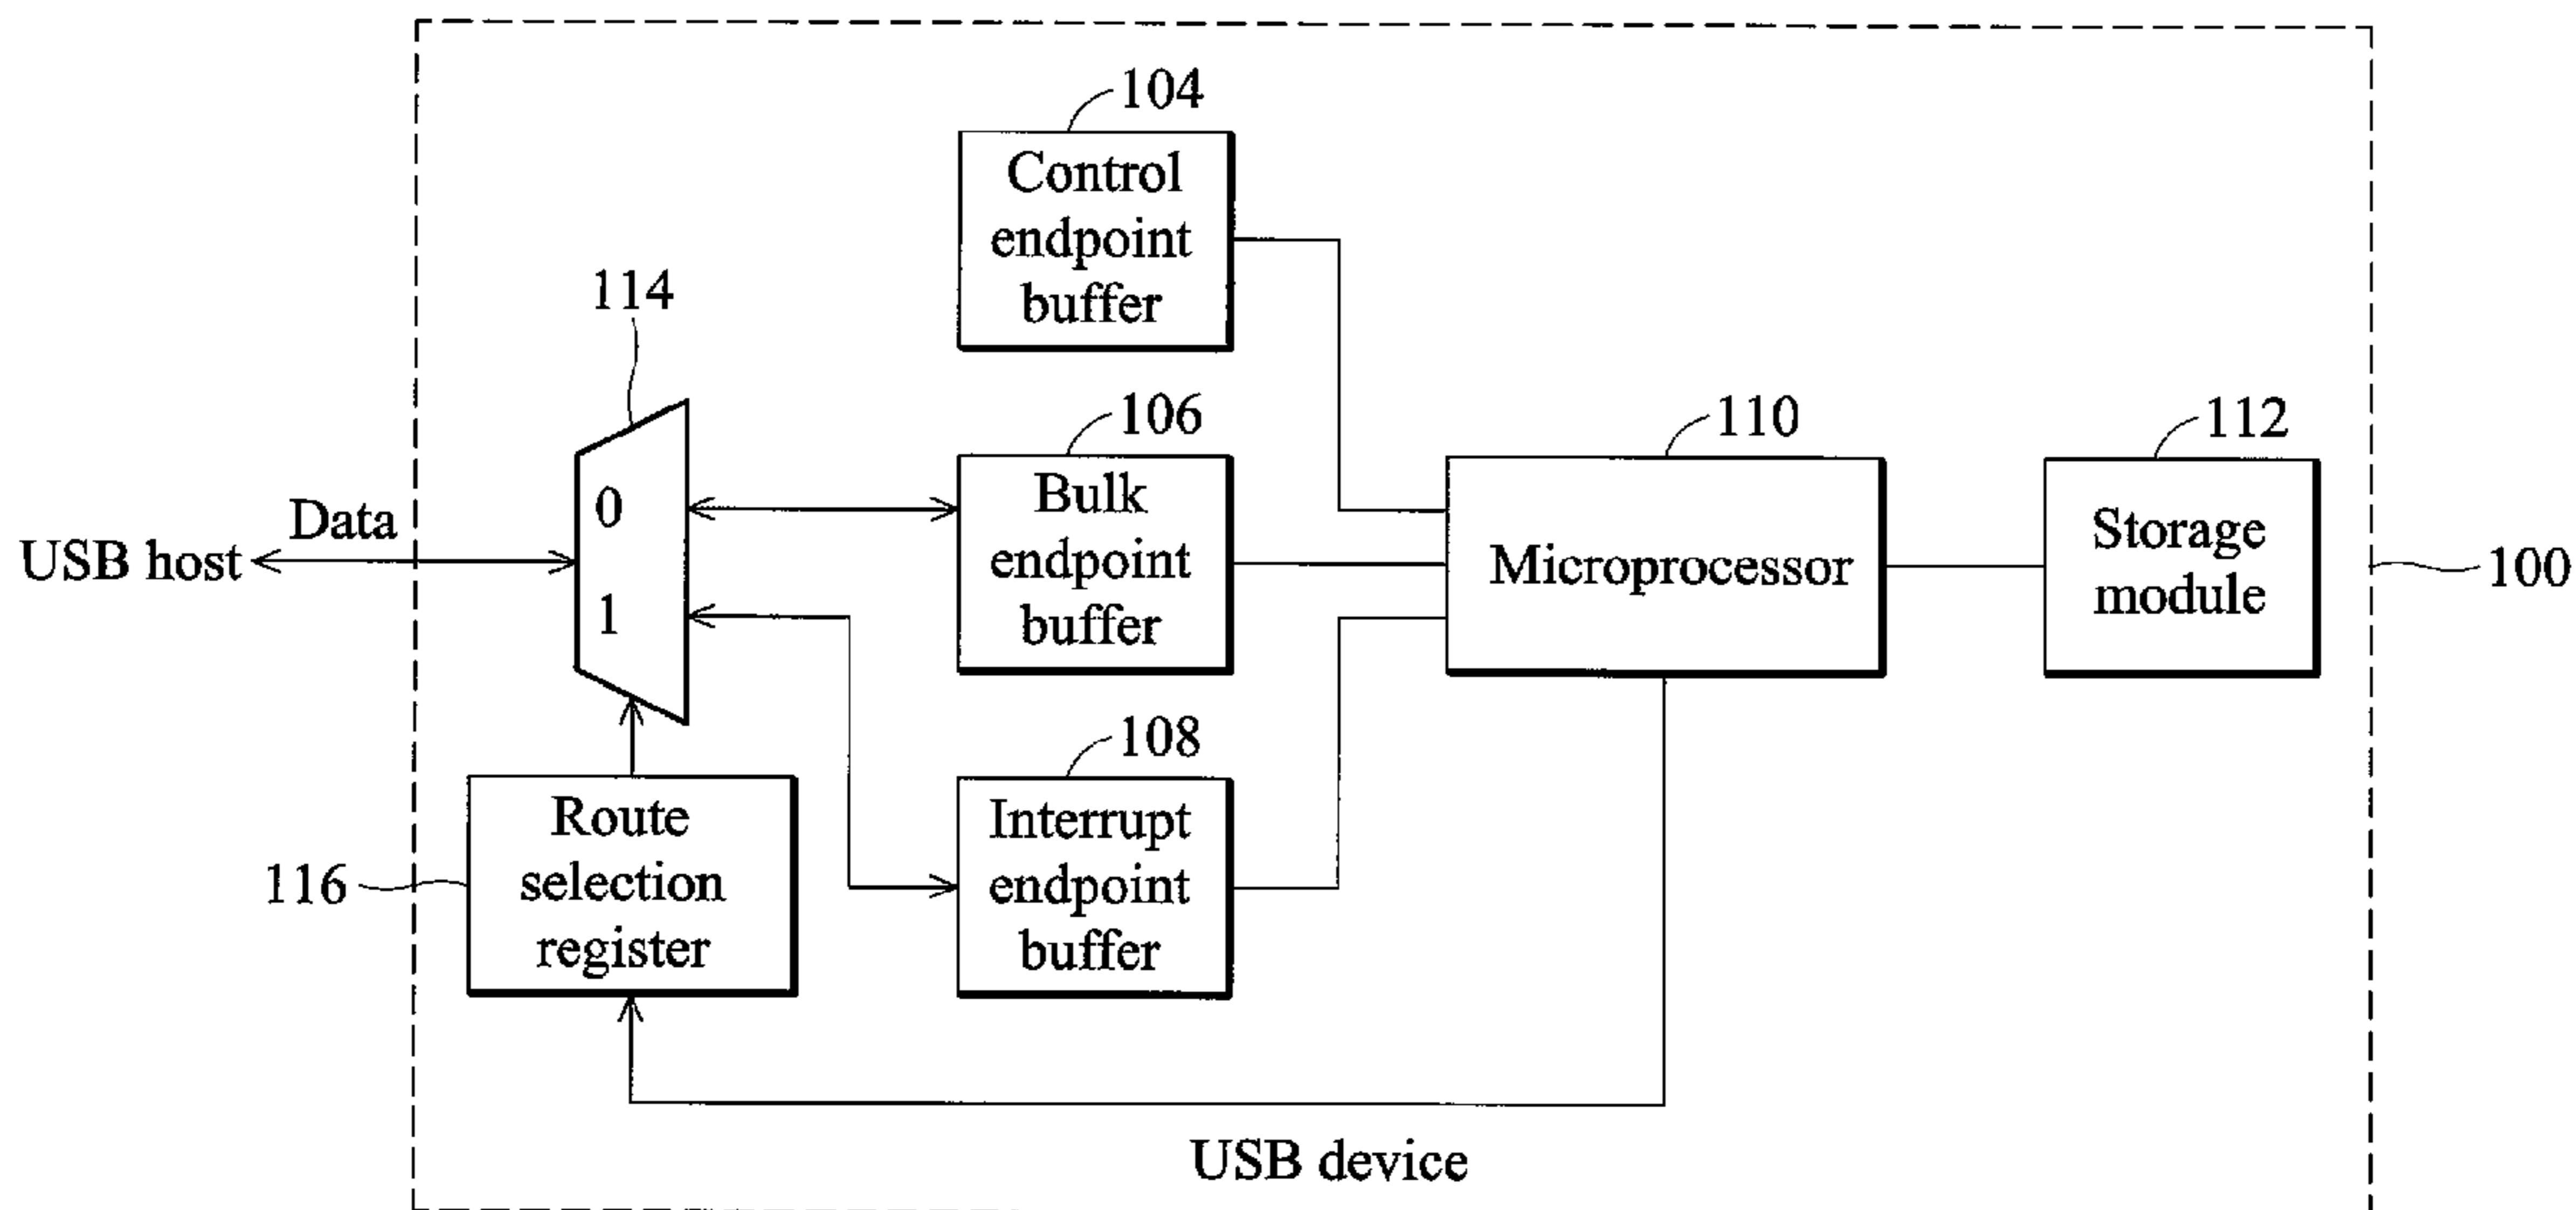 104
Control
endpoint
buffer
114
106
Bulk
endpoint
buffer
110
Microprocessor
112
Storage
module
100
USB host
Data
0
1
108
Interrupt
endpoint
buffer
116
Route
selection
register
USB device